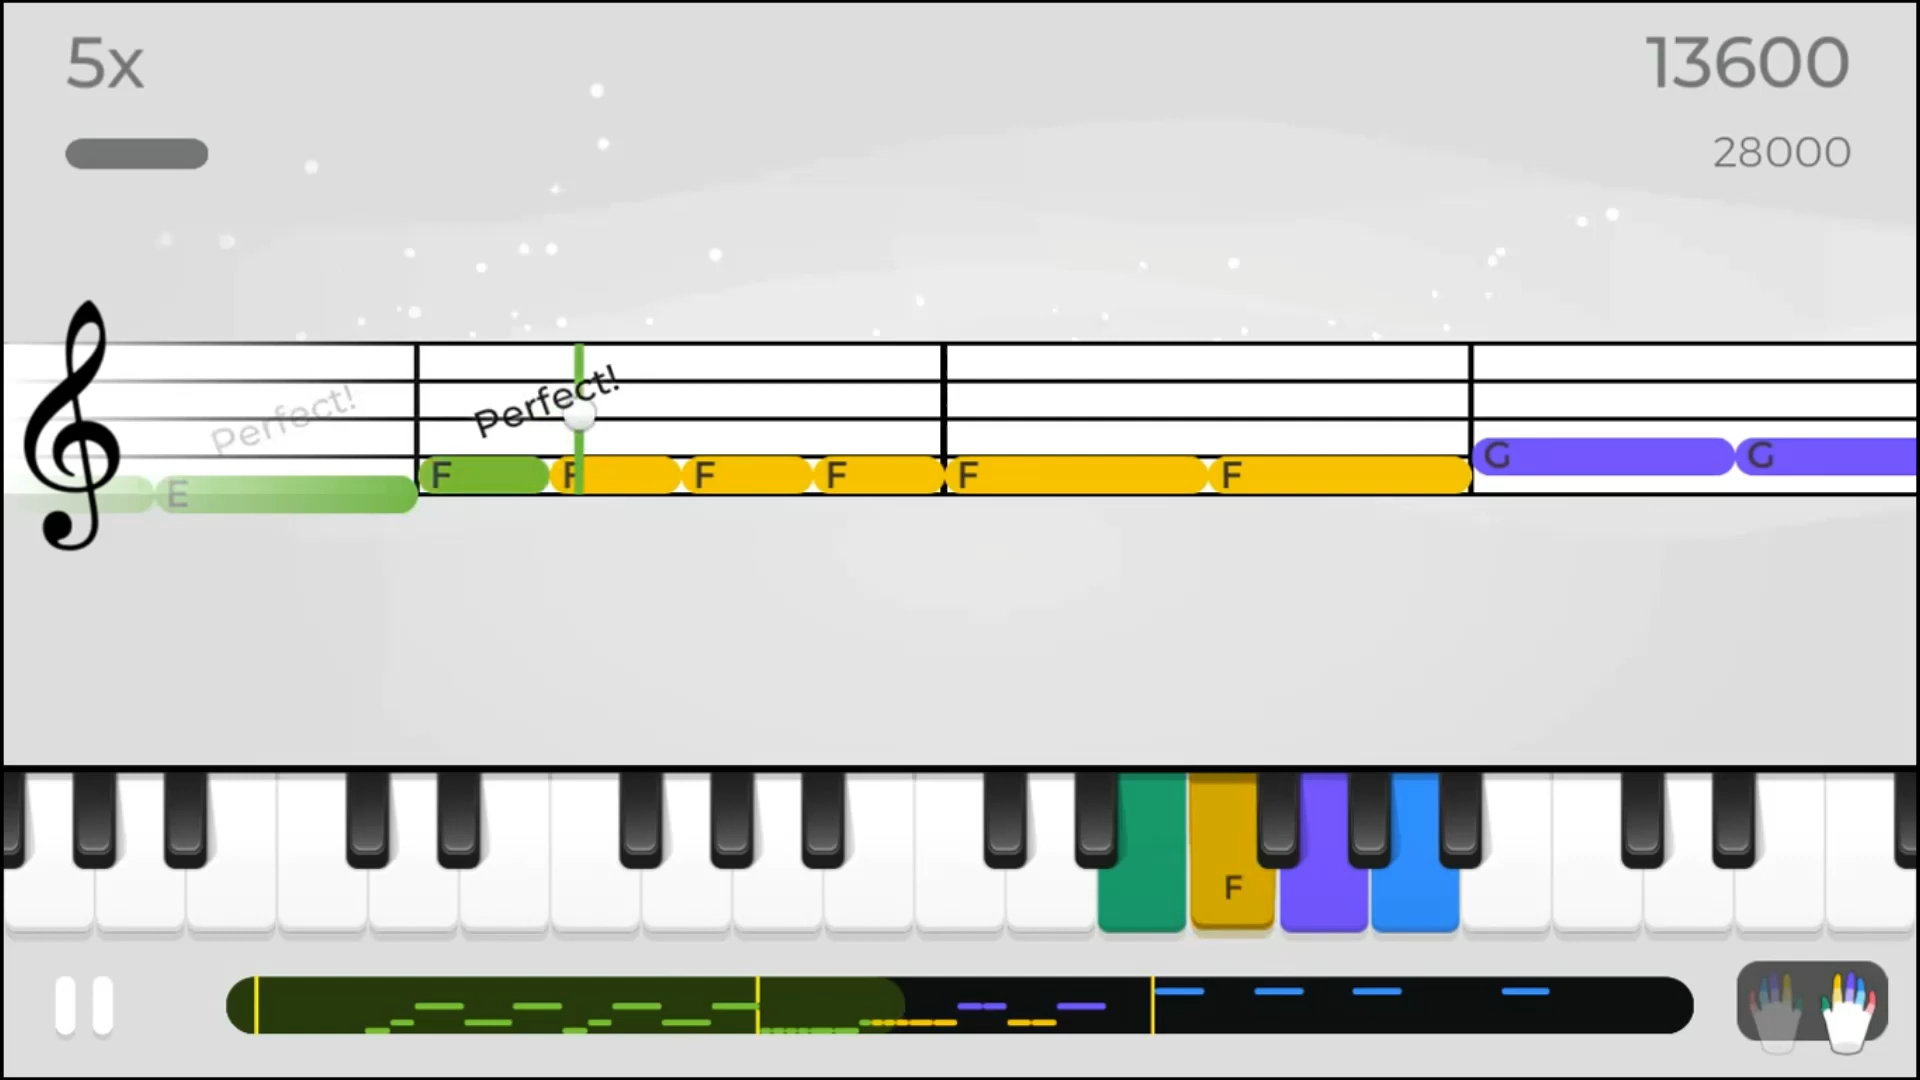 5x
13600
28000
Perfect!
Perfect!
E F F F F F F G G
F